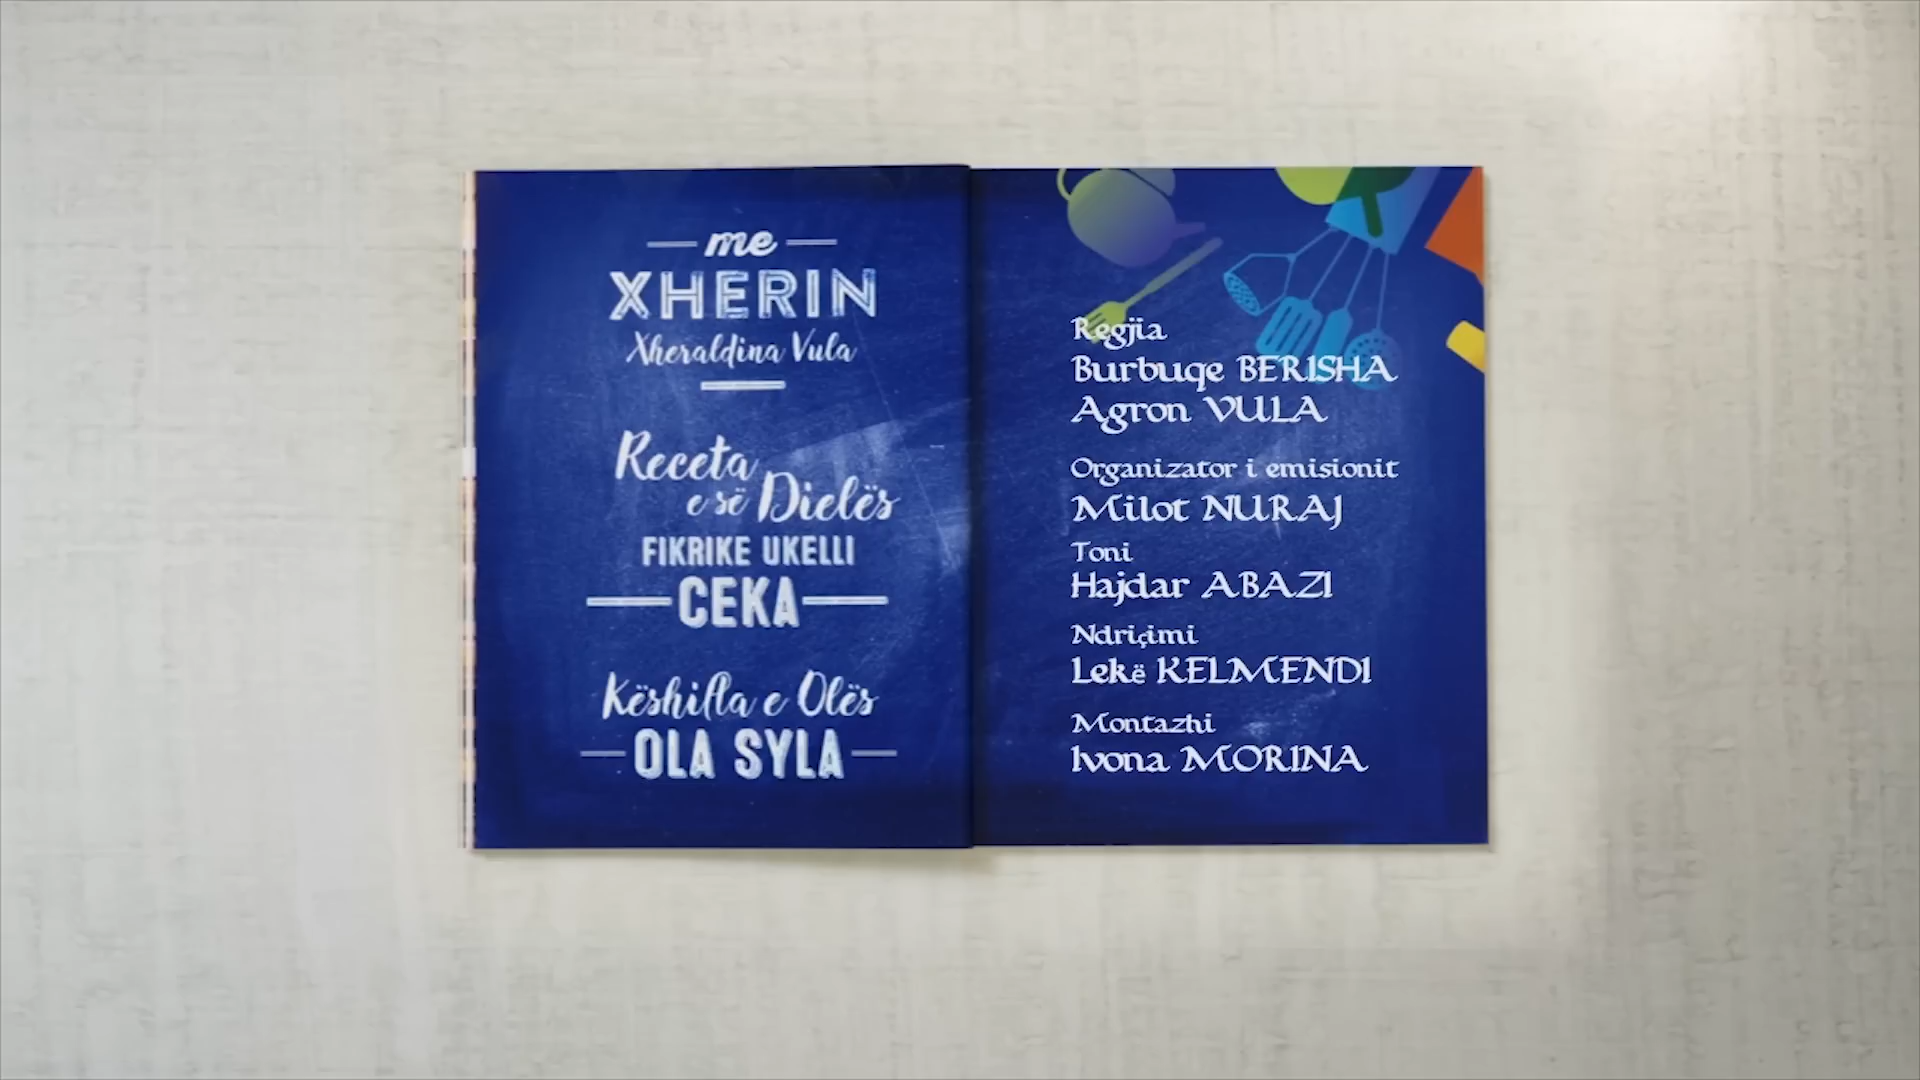 me
XHERIN
Xheraldina Vula
Receta
e së Dielës
FIKRIKE UKELLI
CEKA
Këshilla e Olës
OLA SYLA
Regjia
Burbuqe BERISHA
Agron VULA
Organizator i emisionit
Milot NURAJ
Toni
Hajdar ABAZI
Ndriçimi
Lekë KELMENDI
Montazhi
Ivona MORINA